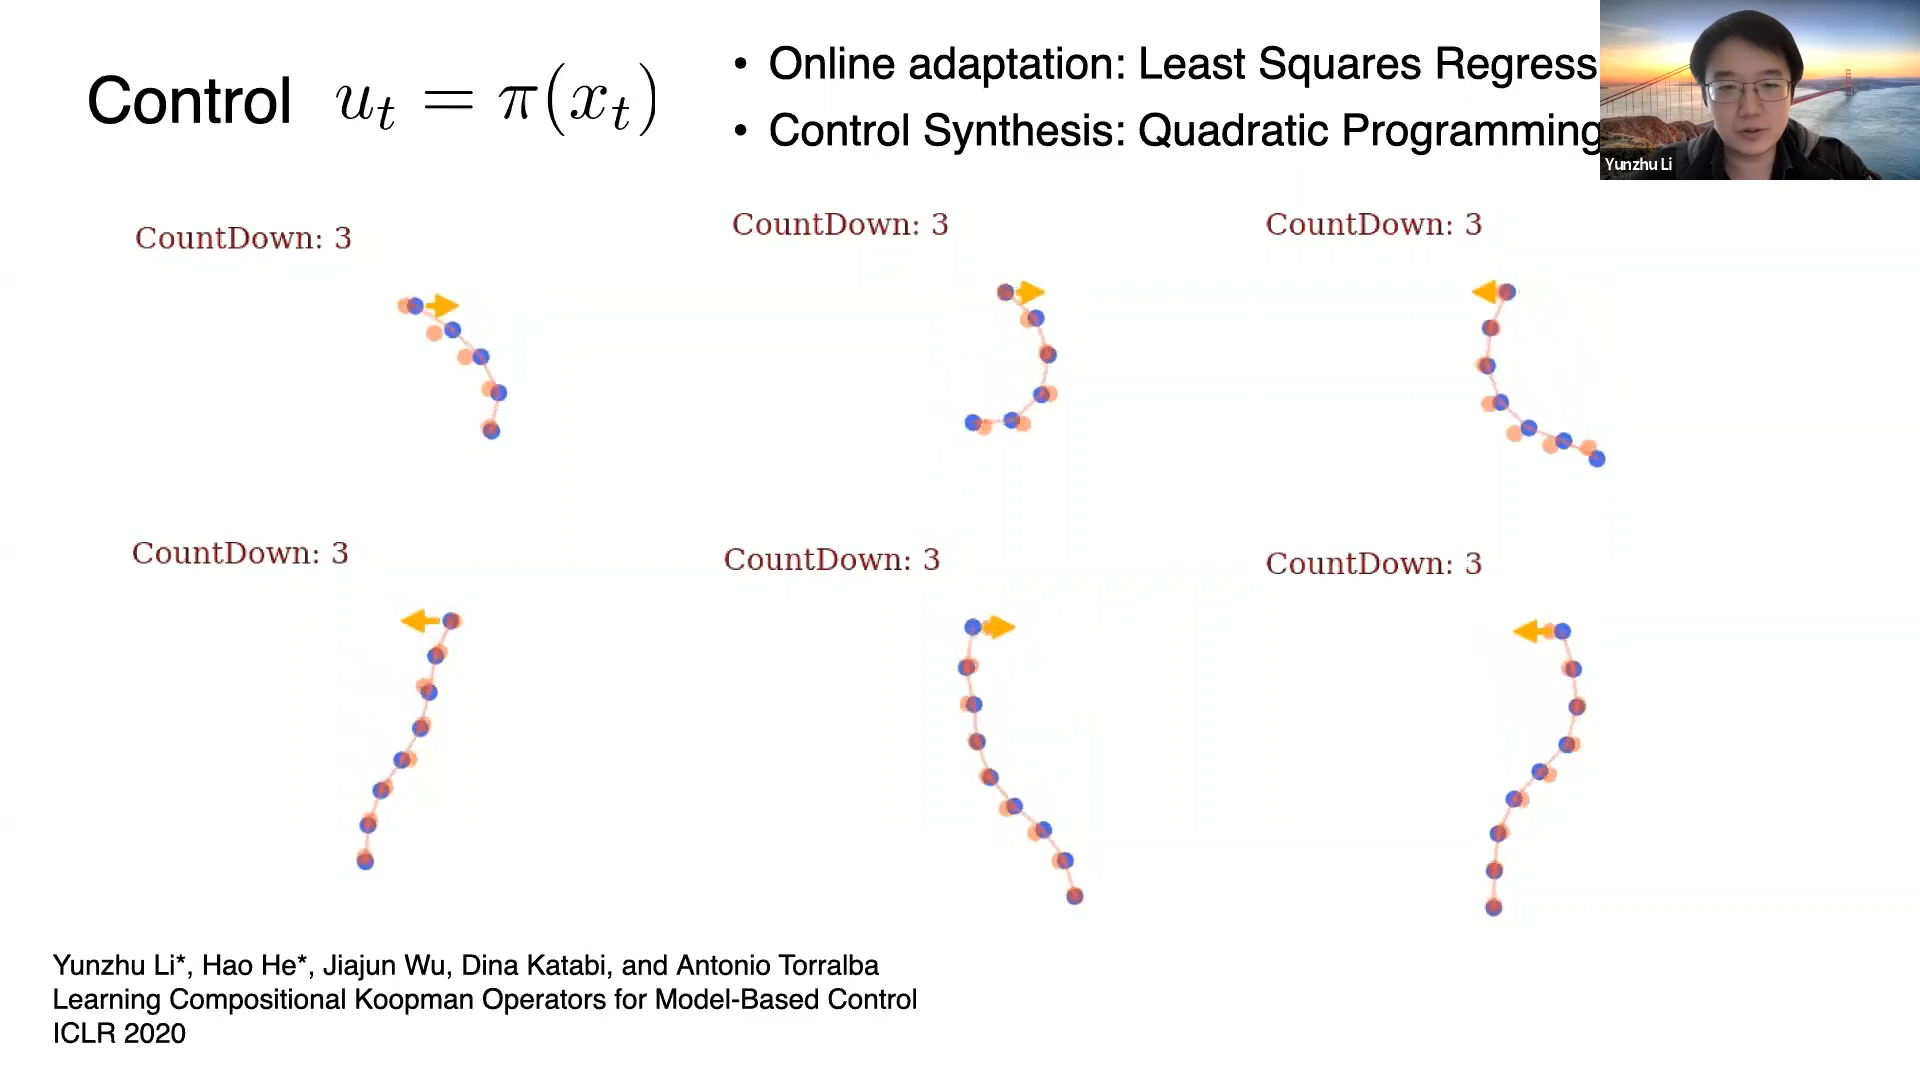 Control u_t = π(x_t)
• Online adaptation: Least Squares Regress
• Control Synthesis: Quadratic Programming
Yunzhu Li
CountDown: 3
CountDown: 3
CountDown: 3
CountDown: 3
CountDown: 3
CountDown: 3
Yunzhu Li*, Hao He*, Jiajun Wu, Dina Katabi, and Antonio Torralba
Learning Compositional Koopman Operators for Model-Based Control
ICLR 2020